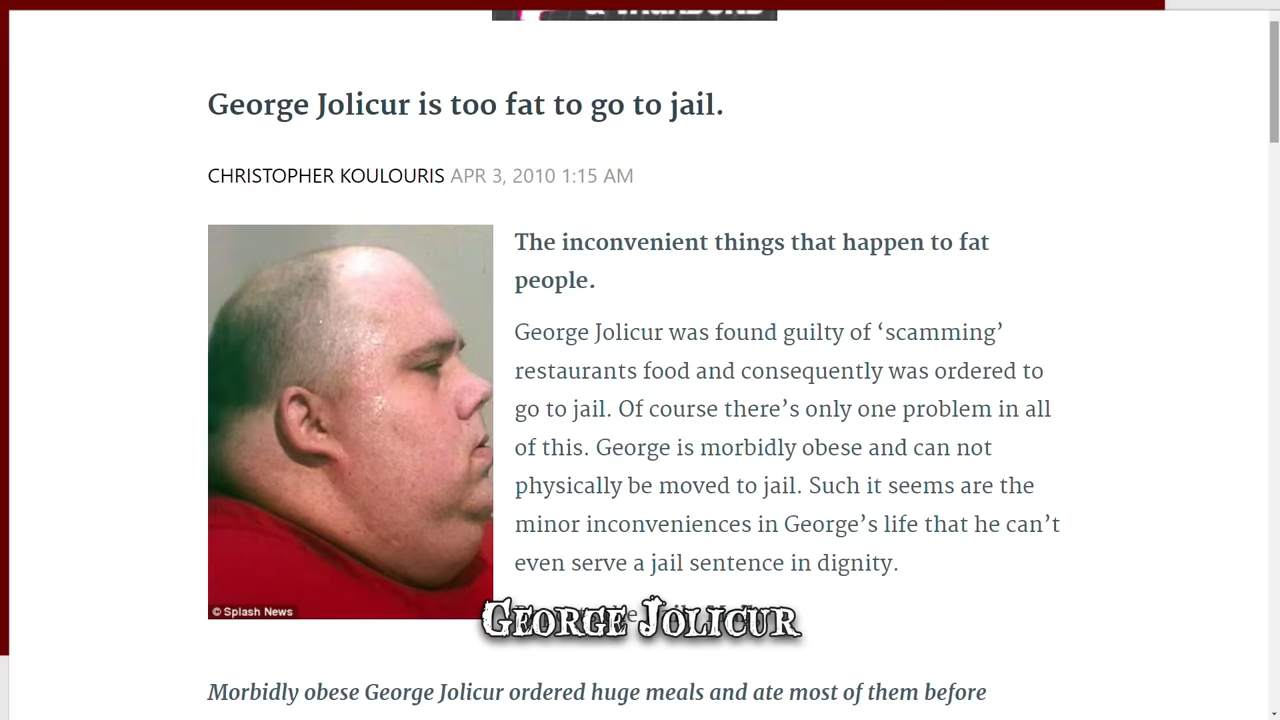 George Jolicur is too fat to go to jail.
CHRISTOPHER KOULOURIS APR 3, 2010 1:15 AM
The inconvenient things that happen to fat
people.
George Jolicur was found guilty of ‘scamming’
restaurants food and consequently was ordered to
go to jail. Of course there’s only one problem in all
of this. George is morbidly obese and can not
physically be moved to jail. Such it seems are the
minor inconveniences in George’s life that he can’t
even serve a jail sentence in dignity.
© Splash News
George Jolicur
Morbidly obese George Jolicur ordered huge meals and ate most of them before